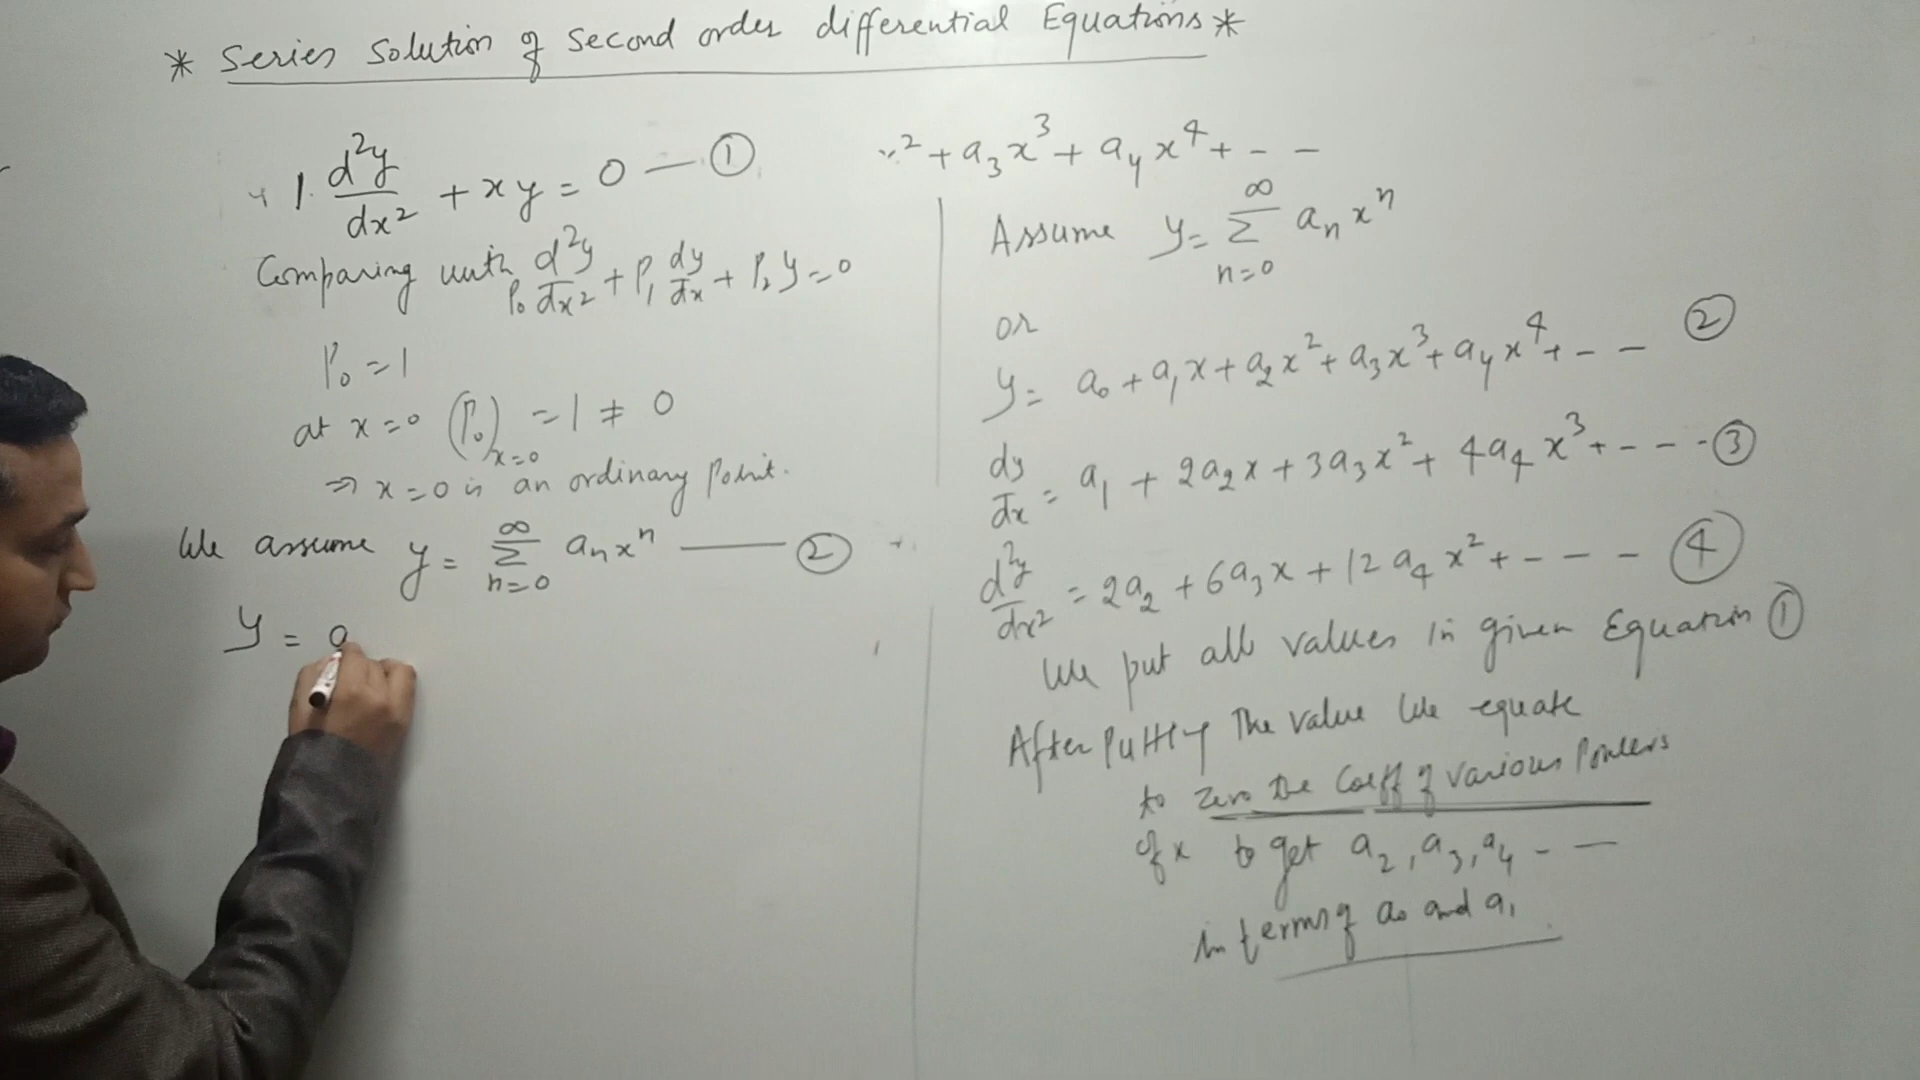 * Series Solution of Second order differential Equations *
1. d²y/dx² + xy = 0 — ①
Comparing with P₀ d²y/dx² + P₁ dy/dx + P₂ y = 0
P₀ = 1
at x = 0 (P₀)ₓ₌₀ = 1 ≠ 0
⇒ x = 0 is an ordinary Point.
We assume y = ∞ Σ n=0 aₙxⁿ — ②
y = a
² + a₃x³ + a₄x⁴ + - -
Assume y = ∞ Σ n=0 aₙxⁿ
or
y = a₀ + a₁x + a₂x² + a₃x³ + a₄x⁴ + - - ②
dy/dx = a₁ + 2a₂x + 3a₃x² + 4a₄x³ + - - - ③
d²y/dx² = 2a₂ + 6a₃x + 12a₄x² + - - - ④
We put all values in given Equation ①
After Putting The value We equate
to Zero The Coeff of various Powers
of x to get a₂, a₃, a₄ - -
in terms of a₀ and a₁